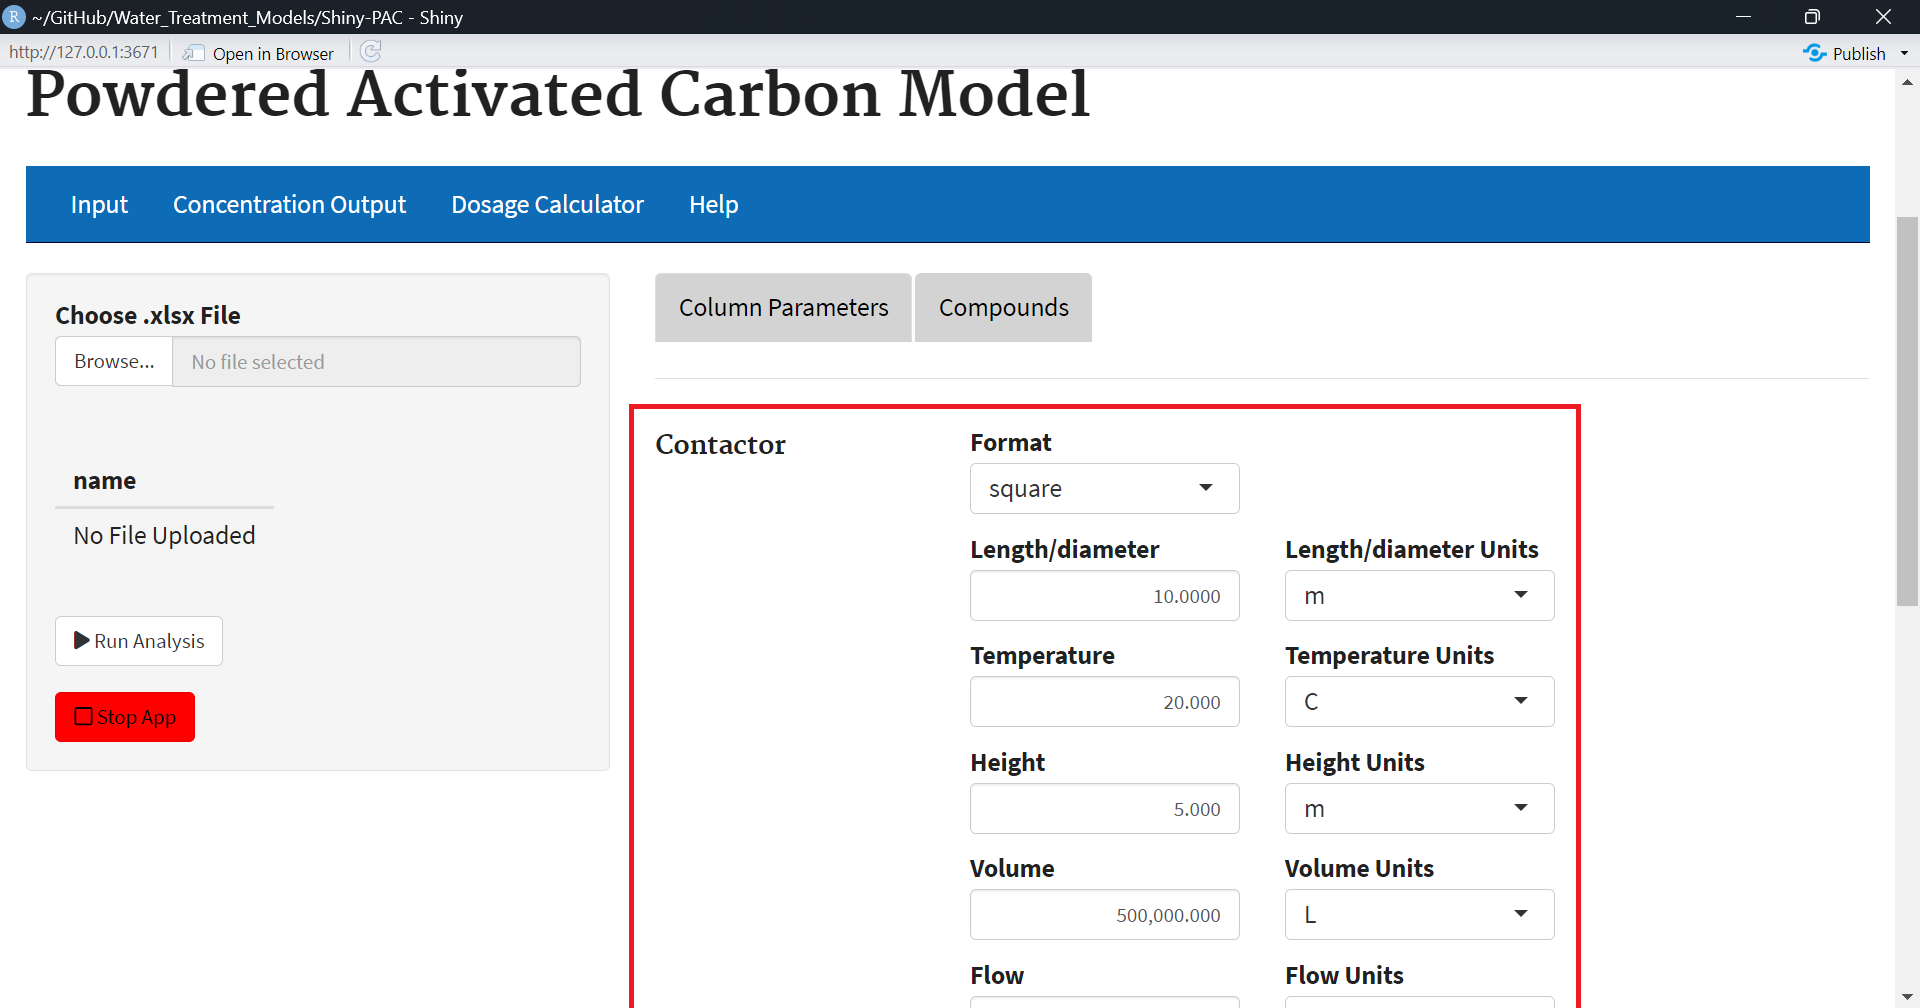 R ~/GitHub/Water_Treatment_Models/Shiny-PAC - Shiny
http://127.0.0.1:3671 Open in Browser Publish
Powdered Activated Carbon Model
Input Concentration Output Dosage Calculator Help
Choose .xlsx File
Browse... No file selected
name
No File Uploaded
Run Analysis
Stop App
Column Parameters Compounds
Contactor
Format
square
Length/diameter Length/diameter Units
10.0000 m
Temperature Temperature Units
20.000 C
Height Height Units
5.000 m
Volume Volume Units
500,000.000 L
Flow Flow Units